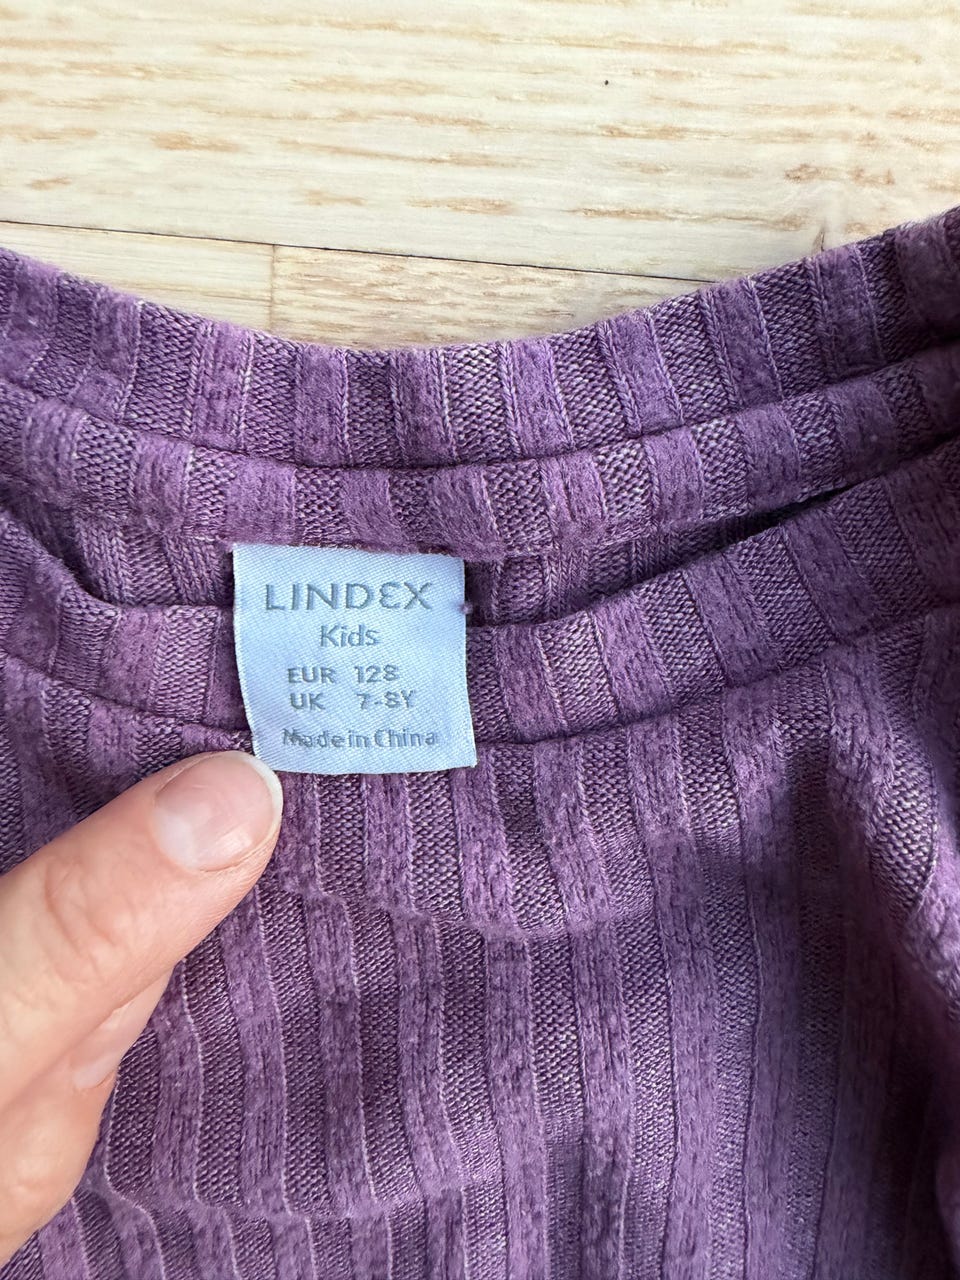 LINDEX
Kids
EUR 128
UK 7-8Y
Made in China